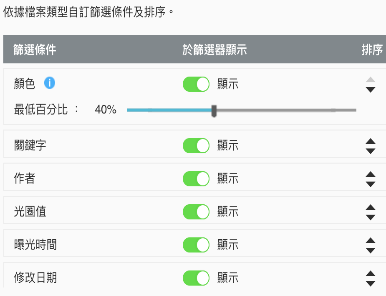 依據檔案類型自訂篩選條件及排序。
篩選條件 於篩選器顯示 排序
顏色 i 顯示
最低百分比 ： 40%
關鍵字 顯示
作者 顯示
光圈值 顯示
曝光時間 顯示
修改日期 顯示